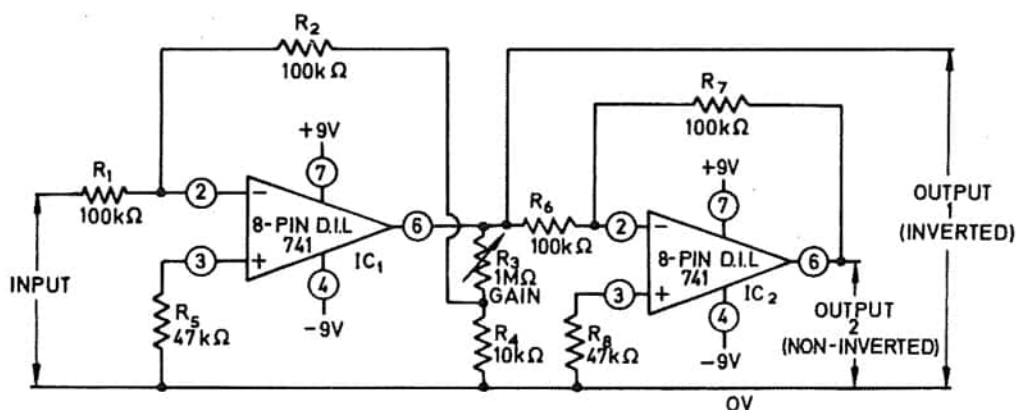 R2
100kΩ
R7
100kΩ
+9V
+9V
7
7
R1
100kΩ
2
−
8-PIN D.I.L
741
6
R6
100kΩ
2
−
8-PIN D.I.L
741
6
OUTPUT
1
(INVERTED)
INPUT
3
+
IC1
4
R3
1MΩ
GAIN
3
+
IC2
4
R5
47kΩ
−9V
R4
10kΩ
R8
47kΩ
−9V
OUTPUT
2
(NON-INVERTED)
0V